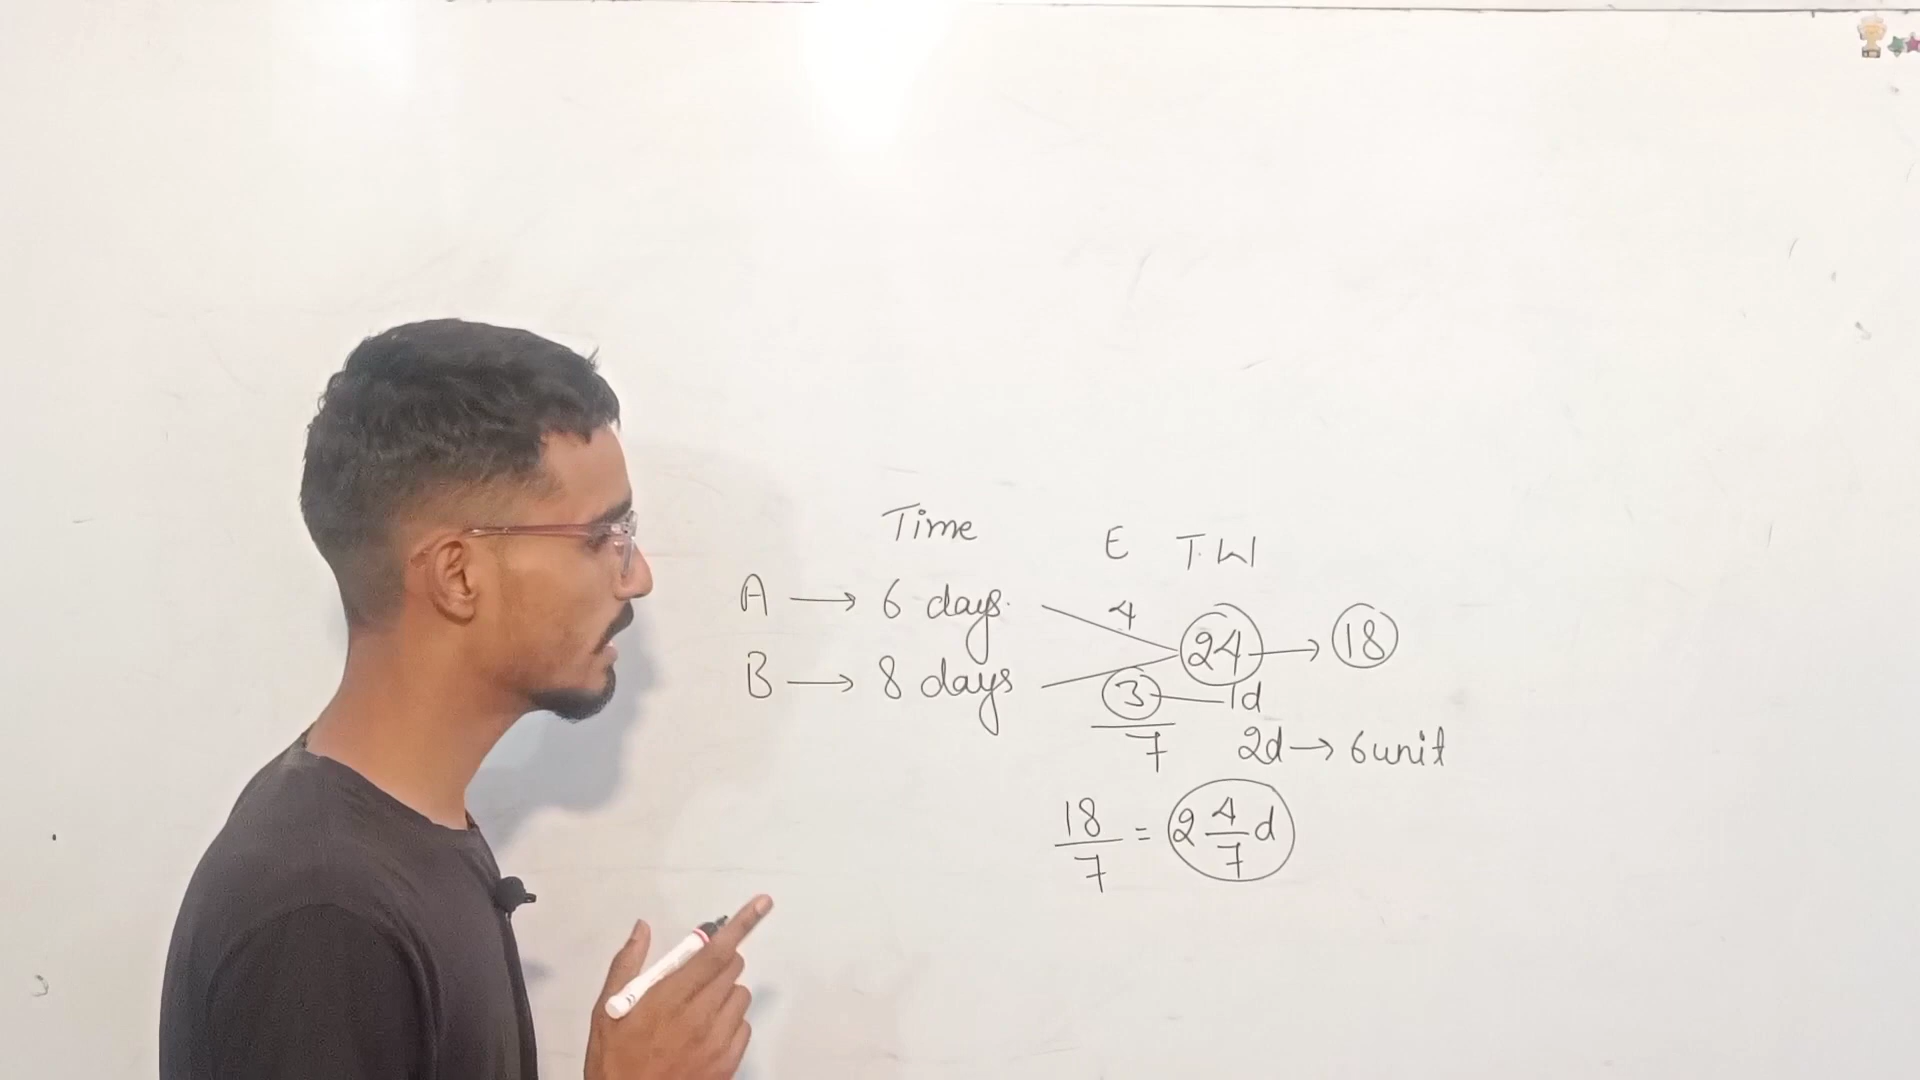 Time E T.W
A → 6 days. 4 24 → 18
B → 8 days 3 — 1d
7 2d → 6 unit
18/7 = 2 4/7 d